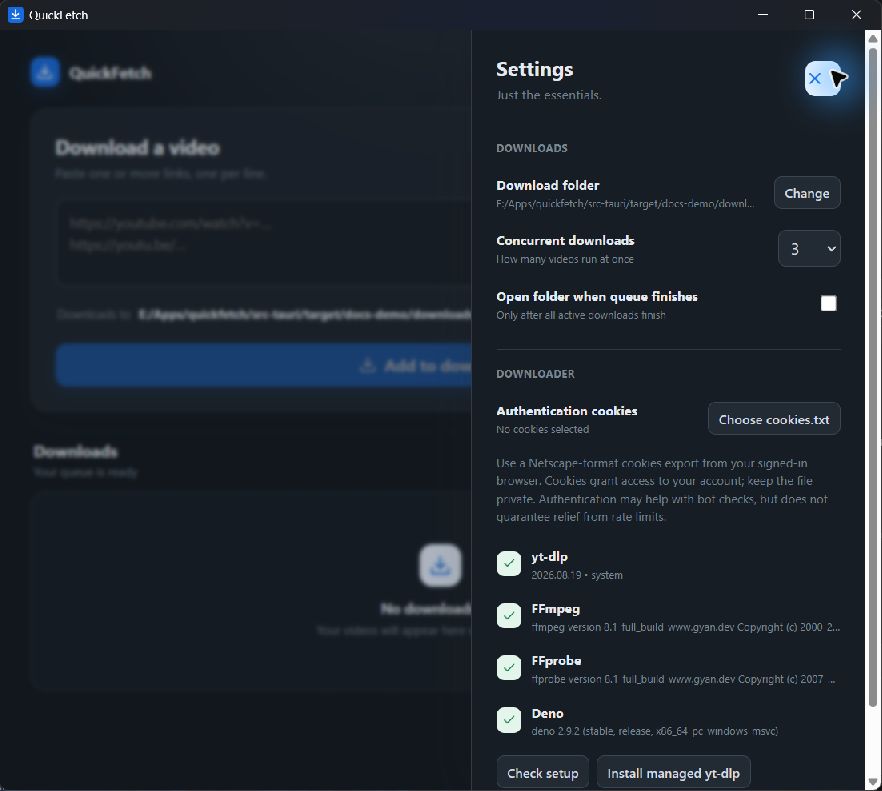 QuickFetch
QuickFetch
Download a video
Paste one or more links, one per line.
https://youtube.com/watch?v=...
https://youtu.be/...
Downloads to E:/Apps/quickfetch/src-tauri/target/docs-demo/downloads
Add to dow
Downloads
Your queue is ready
No download
Your videos will appear here
Settings
Just the essentials.
DOWNLOADS
Download folder
E:/Apps/quickfetch/src-tauri/target/docs-demo/downl...
Change
Concurrent downloads
How many videos run at once
3
Open folder when queue finishes
Only after all active downloads finish
DOWNLOADER
Authentication cookies
No cookies selected
Choose cookies.txt
Use a Netscape-format cookies export from your signed-in
browser. Cookies grant access to your account; keep the file
private. Authentication may help with bot checks, but does not
guarantee relief from rate limits.
yt-dlp
2026.08.19 • system
FFmpeg
ffmpeg version 8.1-full_build-www.gyan.dev Copyright (c) 2000-2...
FFprobe
ffprobe version 8.1-full_build-www.gyan.dev Copyright (c) 2007-...
Deno
deno 2.9.2 (stable, release, x86_64-pc-windows-msvc)
Check setup
Install managed yt-dlp